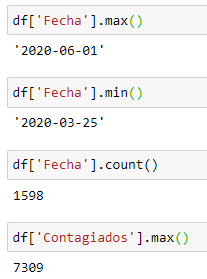 df['Fecha'].max()
'2020-06-01'
df['Fecha'].min()
'2020-03-25'
df['Fecha'].count()
1598
df['Contagiados'].max()
7309